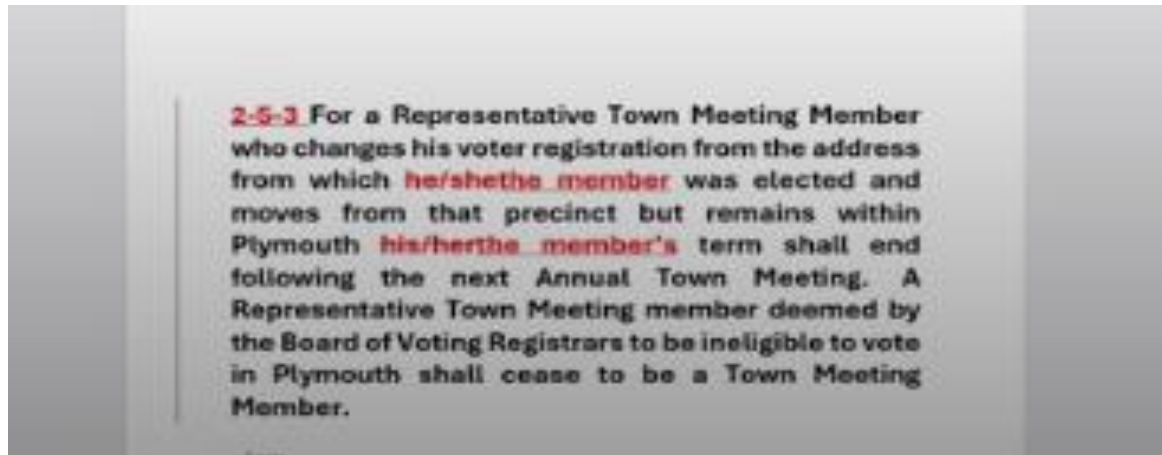 2-5-3 For a Representative Town Meeting Member
who changes his voter registration from the address
from which he/shethe member was elected and
moves from that precinct but remains within
Plymouth his/herthe member's term shall end
following the next Annual Town Meeting. A
Representative Town Meeting member deemed by
the Board of Voting Registrars to be ineligible to vote
in Plymouth shall cease to be a Town Meeting
Member.